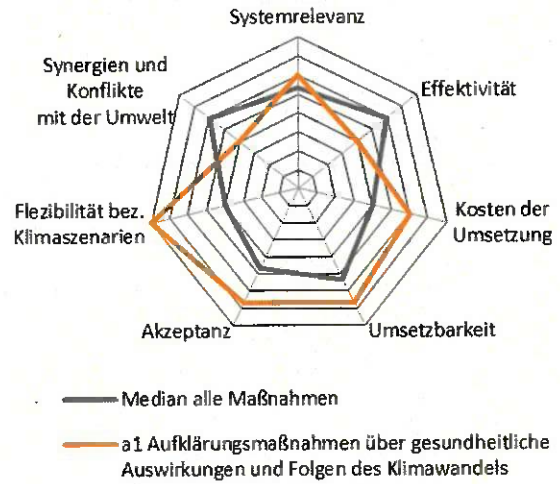 Systemrelevanz
Synergien und
Konflikte
mit der Umwelt
Effektivität
Flezibilität bez.
Klimaszenarien
Kosten der
Umsetzung
Akzeptanz
Umsetzbarkeit
Median alle Maßnahmen
a1 Aufklärungsmaßnahmen über gesundheitliche
Auswirkungen und Folgen des Klimawandels